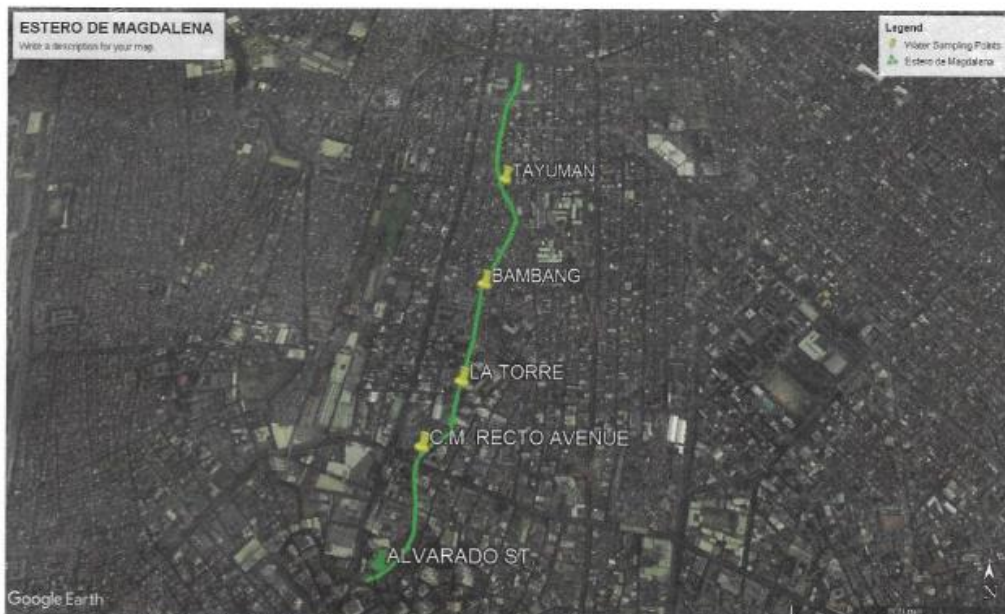 ESTERO DE MAGDALENA
Write a description for your map.
Legend
Water Sampling Points
Estero de Magdalena
TAYUMAN
BAMBANG
LA TORRE
C.M. RECTO AVENUE
ALVARADO ST
Google Earth
N